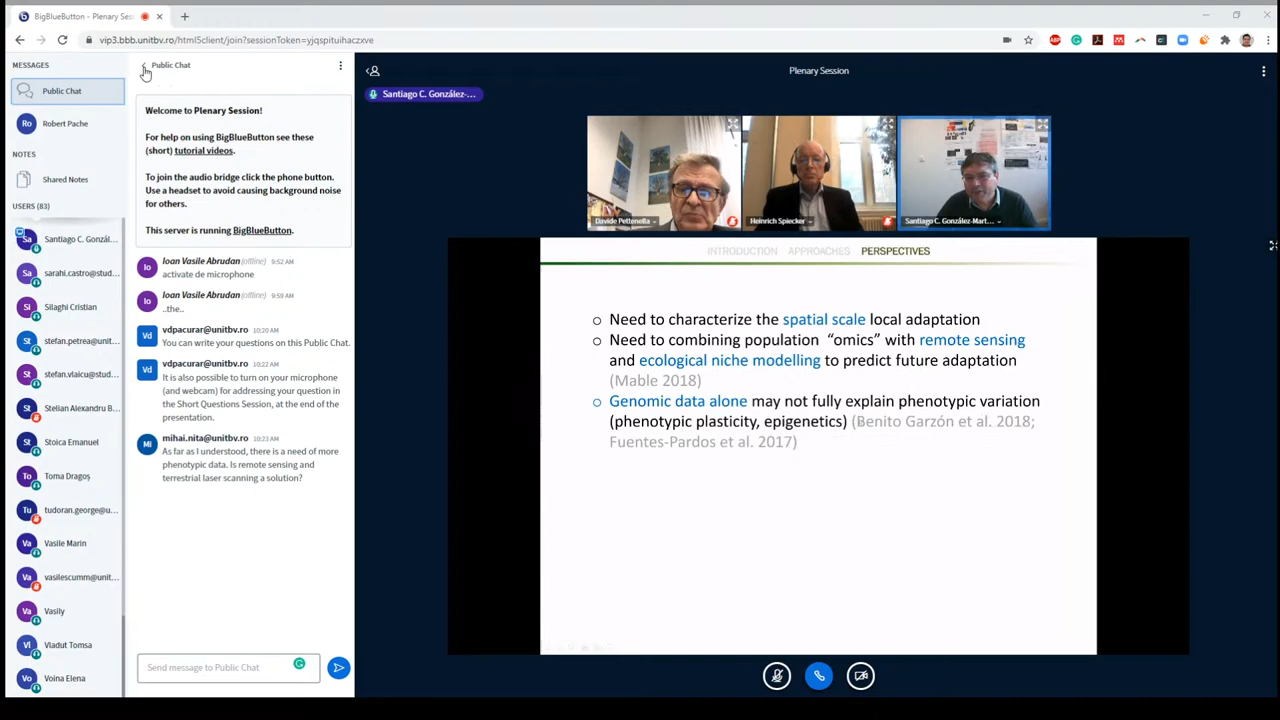 BigBlueButton - Plenary Ses
vip3.bbb.unitbv.ro/html5client/join?sessionToken=yjqspituihaczxve
MESSAGES
Public Chat
Robert Pache
NOTES
Shared Notes
USERS (83)
Santiago C. Gonzál...
sarahi.castro@stud...
Silaghi Cristian
stefan.petrea@unit...
stefan.vlaicu@stud...
Stelian Alexandru B...
Stoica Emanuel
Toma Dragoș
tudoran.george@u...
Vasile Marin
vasilescumm@unit...
Vasily
Vladut Tomsa
Voina Elena
Public Chat
Welcome to Plenary Session!
For help on using BigBlueButton see these
(short) tutorial videos.
To join the audio bridge click the phone button.
Use a headset to avoid causing background noise
for others.
This server is running BigBlueButton.
Ioan Vasile Abrudan (offline) 9:52 AM
activate de microphone
Ioan Vasile Abrudan (offline) 9:59 AM
..the..
vdpacurar@unitbv.ro 10:20 AM
You can write your questions on this Public Chat.
vdpacurar@unitbv.ro 10:22 AM
It is also possible to turn on your microphone
(and webcam) for addressing your question in
the Short Questions Session, at the end of the
presentation.
mihai.nita@unitbv.ro 10:23 AM
As far as I understood, there is a need of more
phenotypic data. Is remote sensing and
terrestrial laser scanning a solution?
Send message to Public Chat
Plenary Session
Santiago C. González-...
Davide Pettenella
Heinrich Spiecker
Santiago C. González-Mart...
INTRODUCTION APPROACHES PERSPECTIVES
Need to characterize the spatial scale local adaptation
Need to combining population “omics” with remote sensing
and ecological niche modelling to predict future adaptation
(Mable 2018)
Genomic data alone may not fully explain phenotypic variation
(phenotypic plasticity, epigenetics) (Benito Garzón et al. 2018;
Fuentes-Pardos et al. 2017)